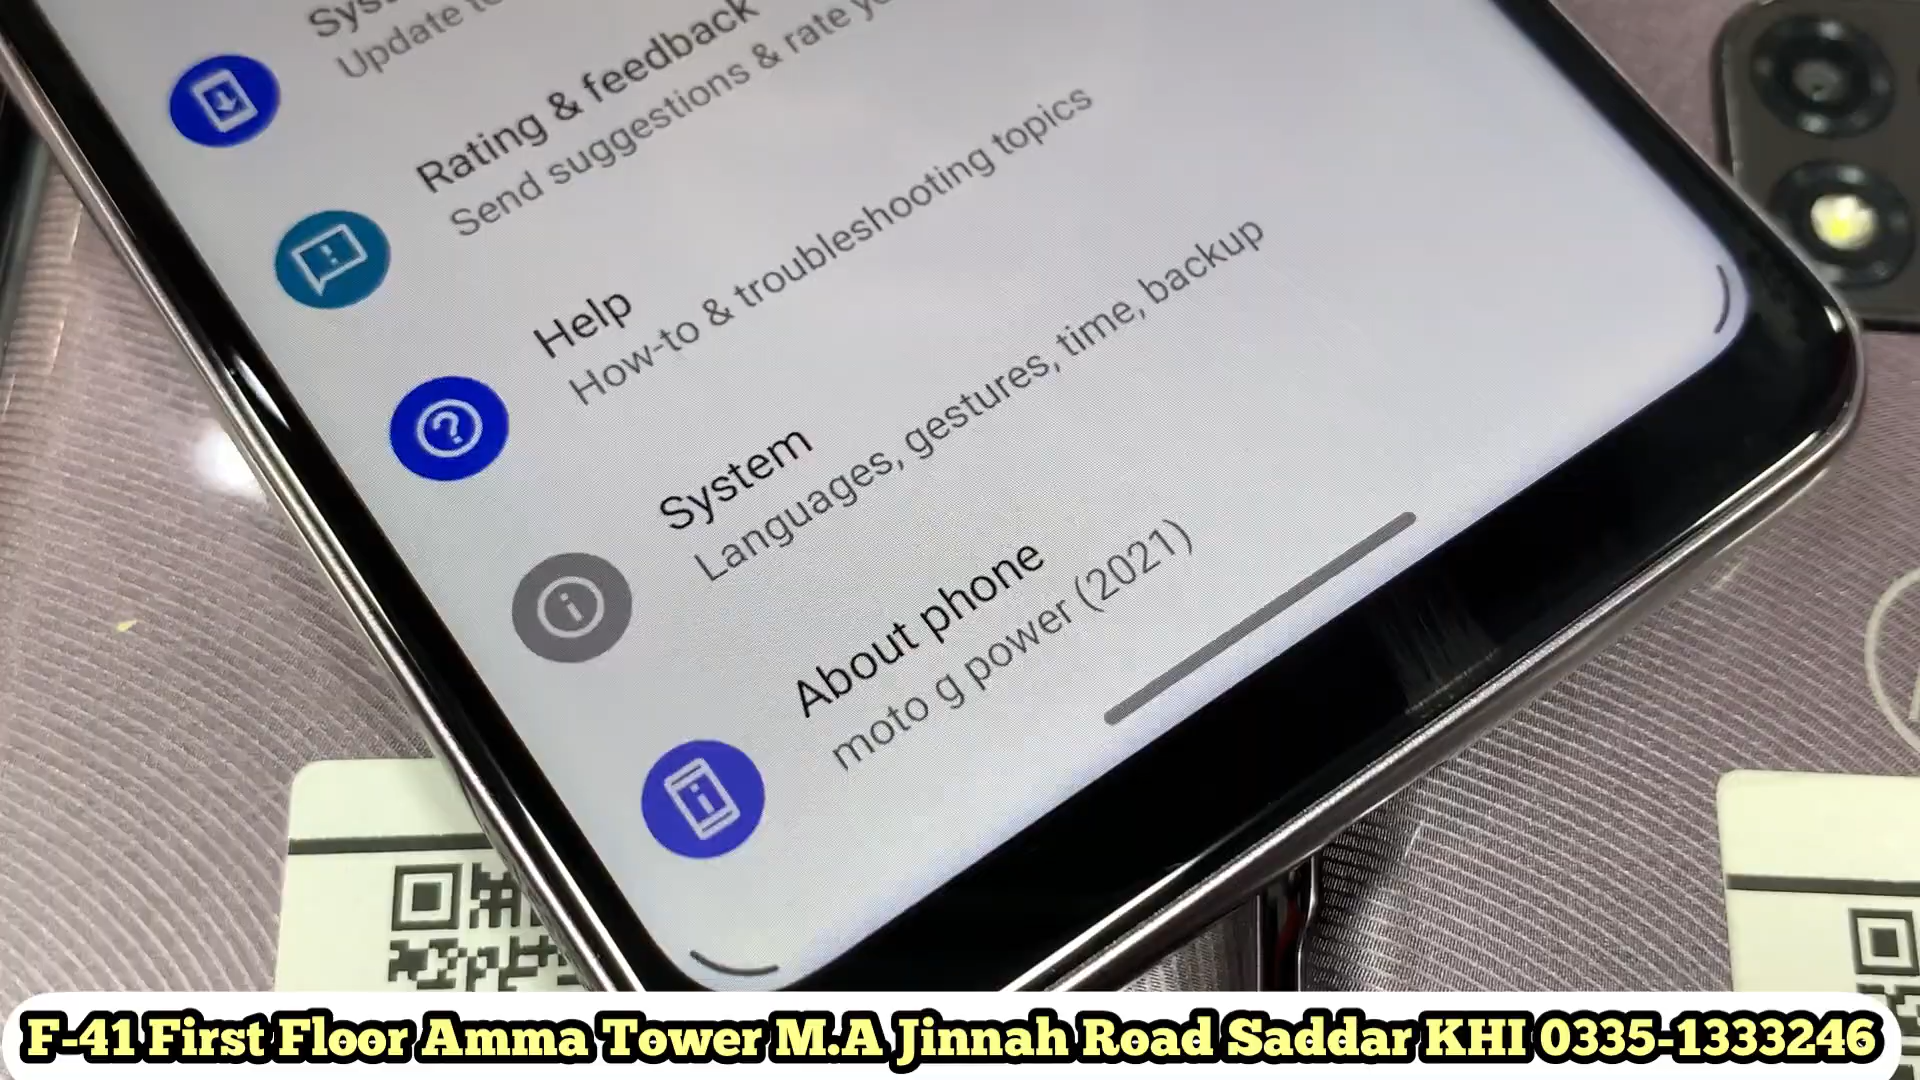 Update
Rating & feedback
Send suggestions & rate
Help
How-to & troubleshooting topics
System
Languages, gestures, time, backup
About phone
moto g power (2021)
F-41 First Floor Amma Tower M.A Jinnah Road Saddar KHI 0335-1333246